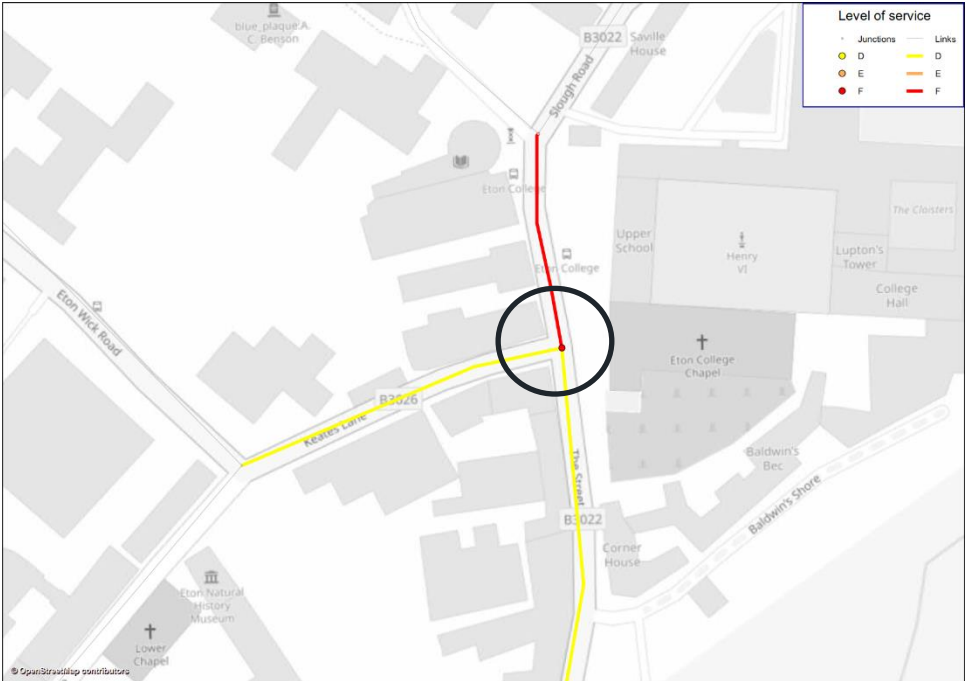 Level of service
Junctions Links
D D
E E
F F
blue_plaque.A.
C. Benson
B3022
Saville
House
Slough Road
Eton College
Eton College
Upper
School
Henry
VI
The Cloisters
Lupton's
Tower
College
Hall
Eton Wick Road
Eton College
Chapel
B3026
Keates Lane
The Street
B3022
Baldwin's
Bec
Baldwin's Shore
Corner
House
Eton Natural
History
Museum
Lower
Chapel
© OpenStreetMap contributors